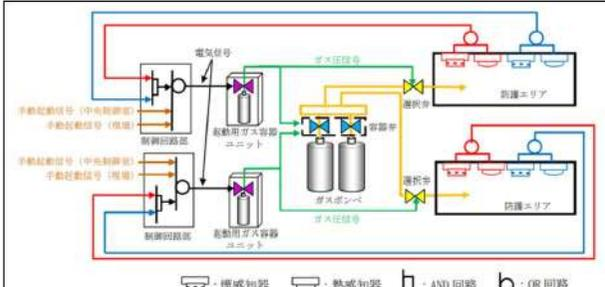 電気信号
ガス圧信号
選択弁
防護エリア
手動起動信号（中央制御室）
手動起動信号（現場）
制御回路部
起動用ガス容器
ユニット
容器弁
手動起動信号（中央制御室）
手動起動信号（現場）
選択弁
ガスボンベ
防護エリア
ガス圧信号
制御回路部
起動用ガス容器
ユニット
：煙感知器
：熱感知器
：AND 回路
：OR 回路